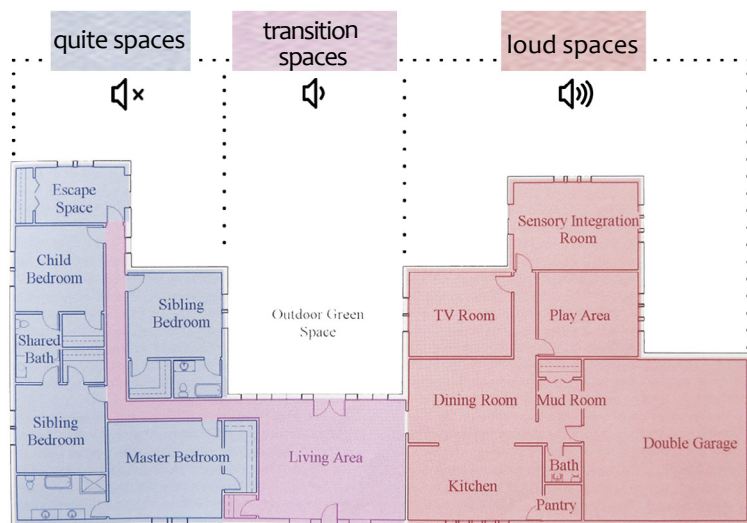 quite spaces
transition
spaces
loud spaces
Escape
Space
Sensory Integration
Room
Child
Bedroom
Sibling
Bedroom
Outdoor Green
Space
TV Room
Play Area
Shared
Bath
Sibling
Bedroom
Dining Room
Mud Room
Master Bedroom
Living Area
Double Garage
Bath
Kitchen
Pantry